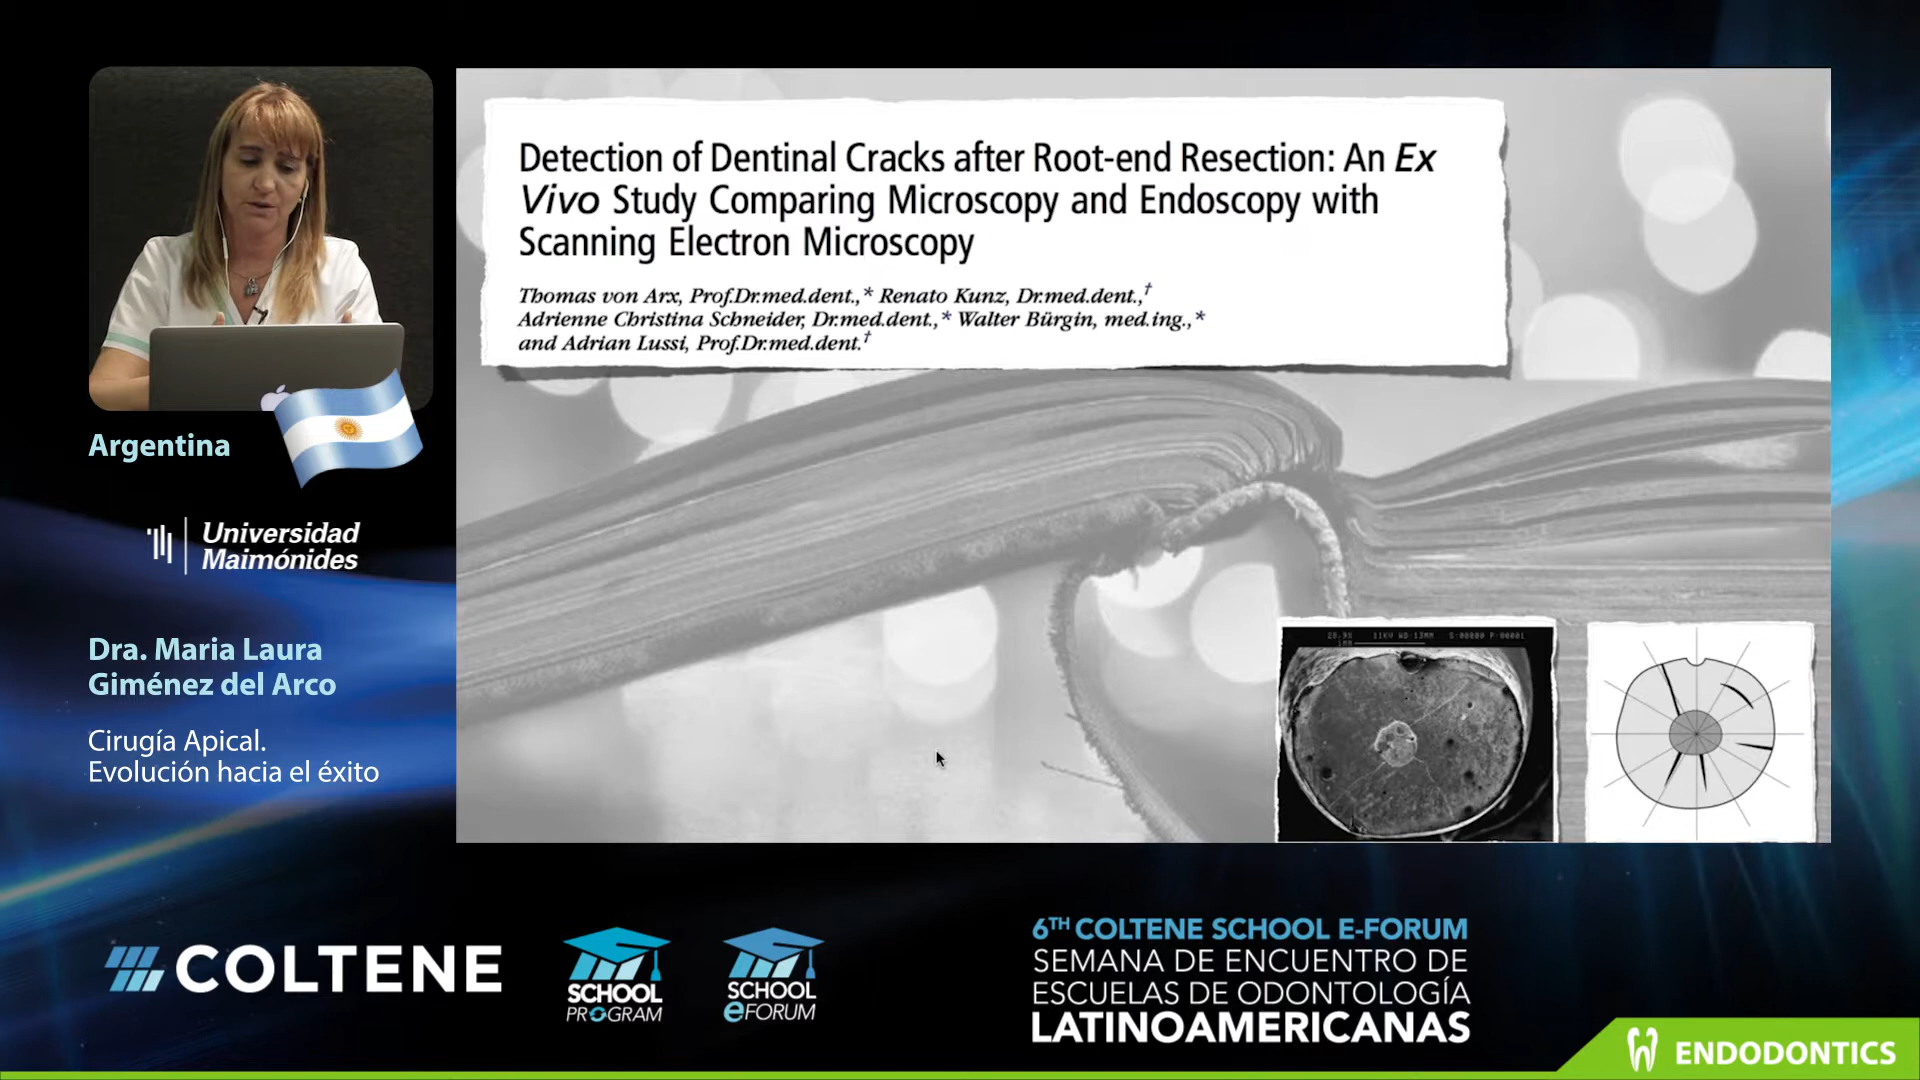 Detection of Dentinal Cracks after Root-end Resection: An Ex
Vivo Study Comparing Microscopy and Endoscopy with
Scanning Electron Microscopy
Thomas von Arx, Prof.Dr.med.dent.,* Renato Kunz, Dr.med.dent.,†
Adrienne Christina Schneider, Dr.med.dent.,* Walter Bürgin, med.ing.,*
and Adrian Lussi, Prof.Dr.med.dent.†
Argentina
Universidad
Maimónides
Dra. Maria Laura
Giménez del Arco
Cirugía Apical.
Evolución hacia el éxito
COLTENE
SCHOOL
PROGRAM
SCHOOL
eFORUM
6TH COLTENE SCHOOL E-FORUM
SEMANA DE ENCUENTRO DE
ESCUELAS DE ODONTOLOGÍA
LATINOAMERICANAS
ENDODONTICS